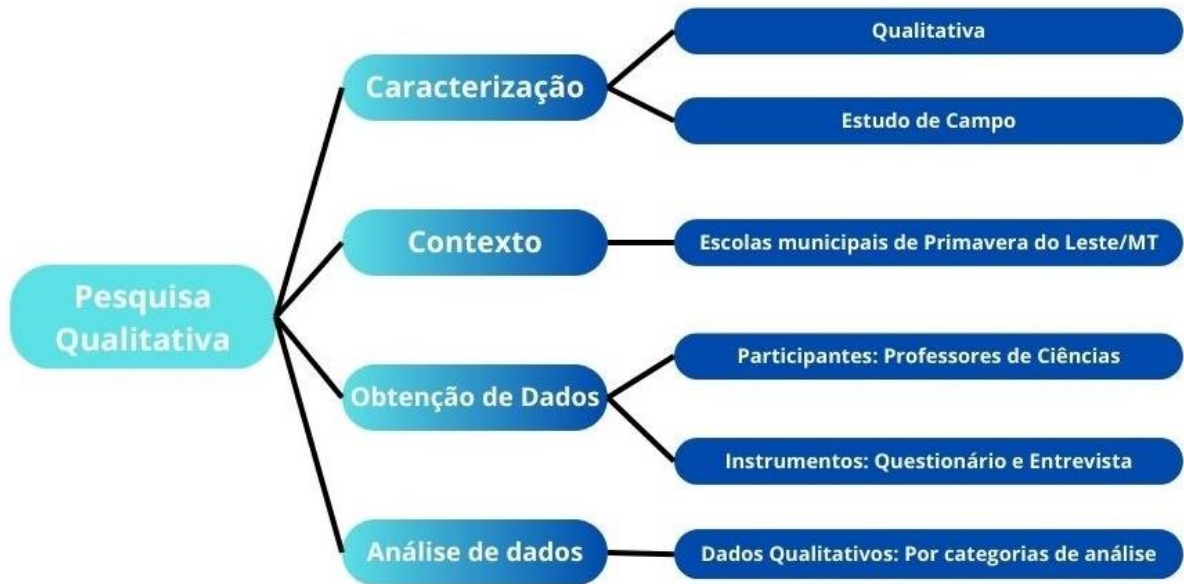 Pesquisa
Qualitativa
Caracterização
Qualitativa
Estudo de Campo
Contexto
Escolas municipais de Primavera do Leste/MT
Obtenção de Dados
Participantes: Professores de Ciências
Instrumentos: Questionário e Entrevista
Análise de dados
Dados Qualitativos: Por categorias de análise